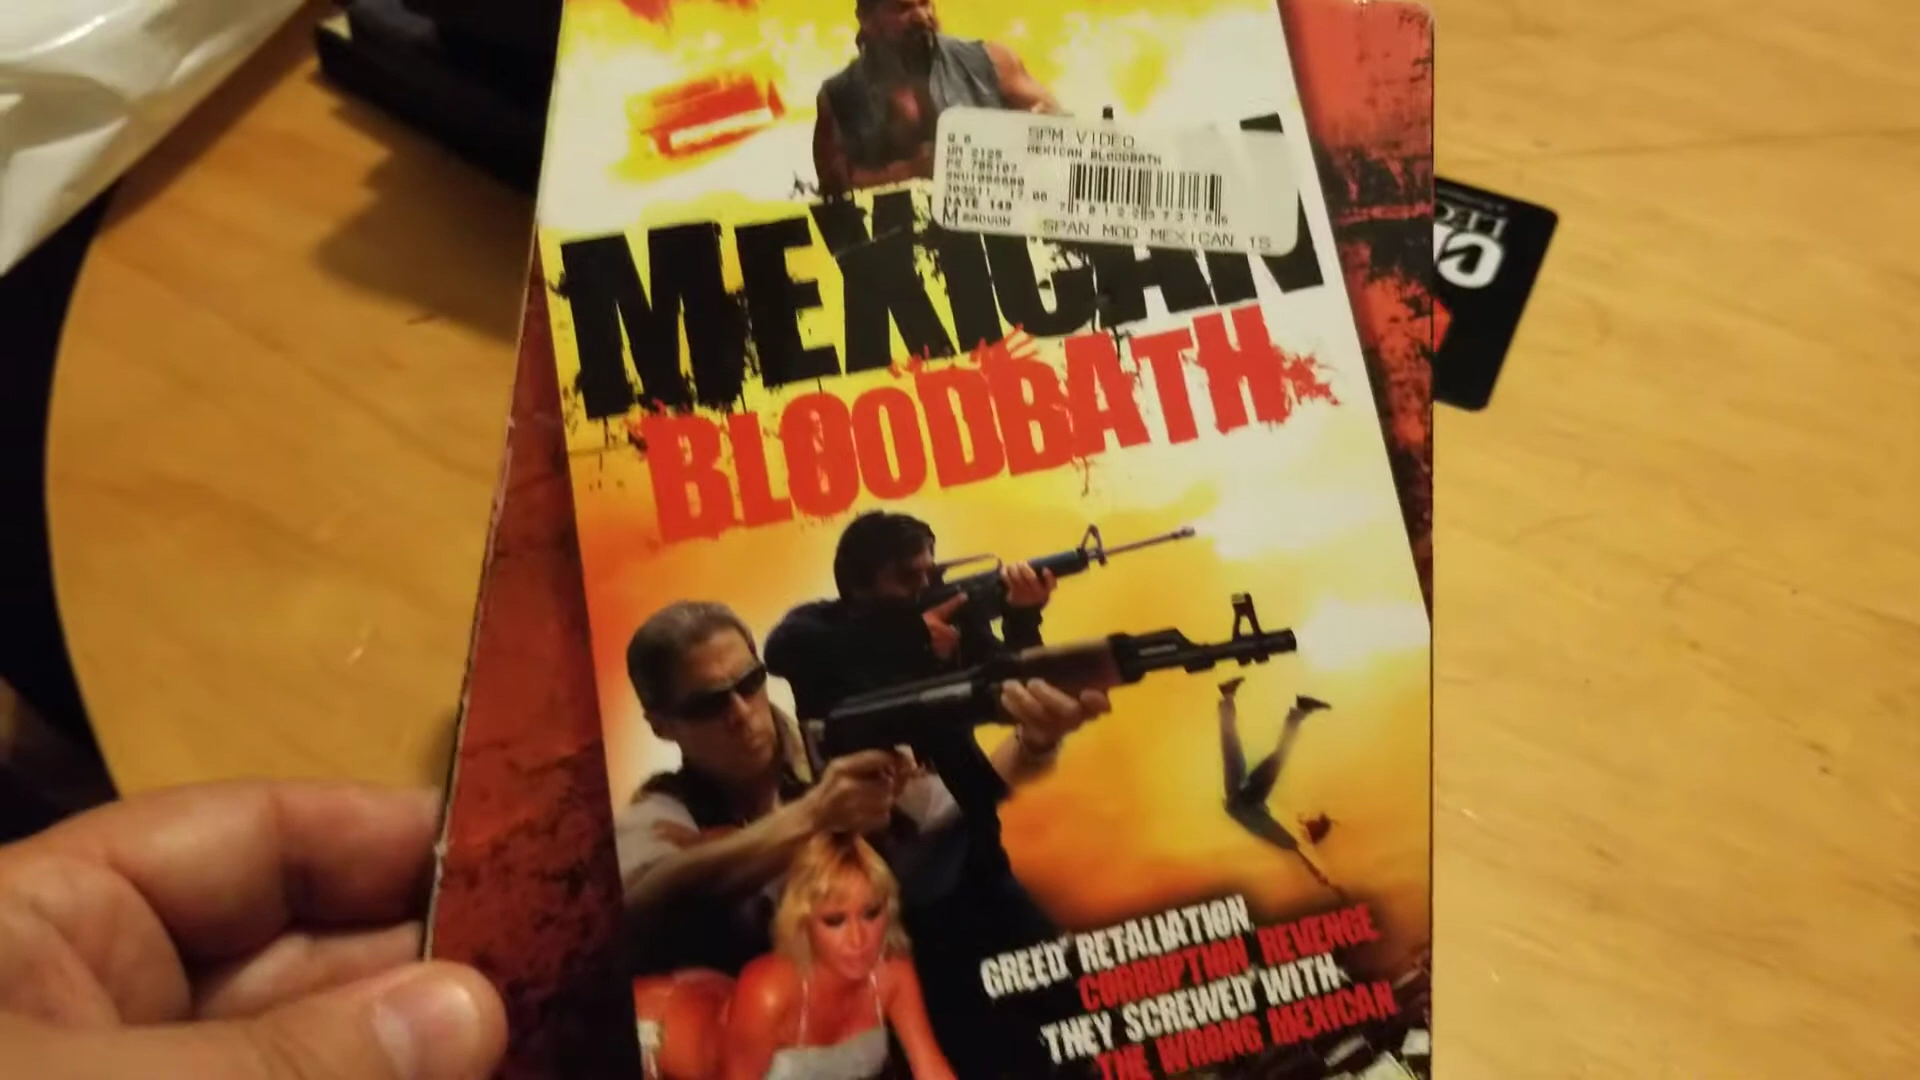 SPM VIDEO
MEXICAN BLOODBATH
SPAN MOD MEXICAN 1S
MEXICAN
BLOODBATH
GREED RETALIATION
CORRUPTION REVENGE
THEY SCREWED WITH
THE WRONG MEXICAN